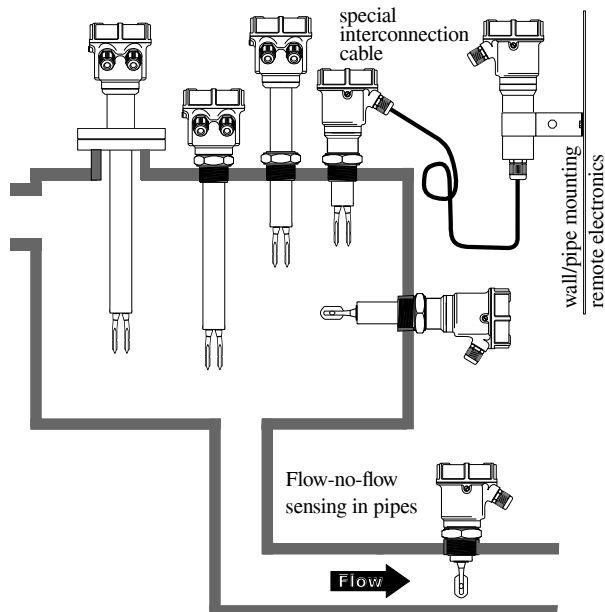 special
interconnection
cable
wall/pipe mounting
remote electronics
Flow-no-flow
sensing in pipes
Flow